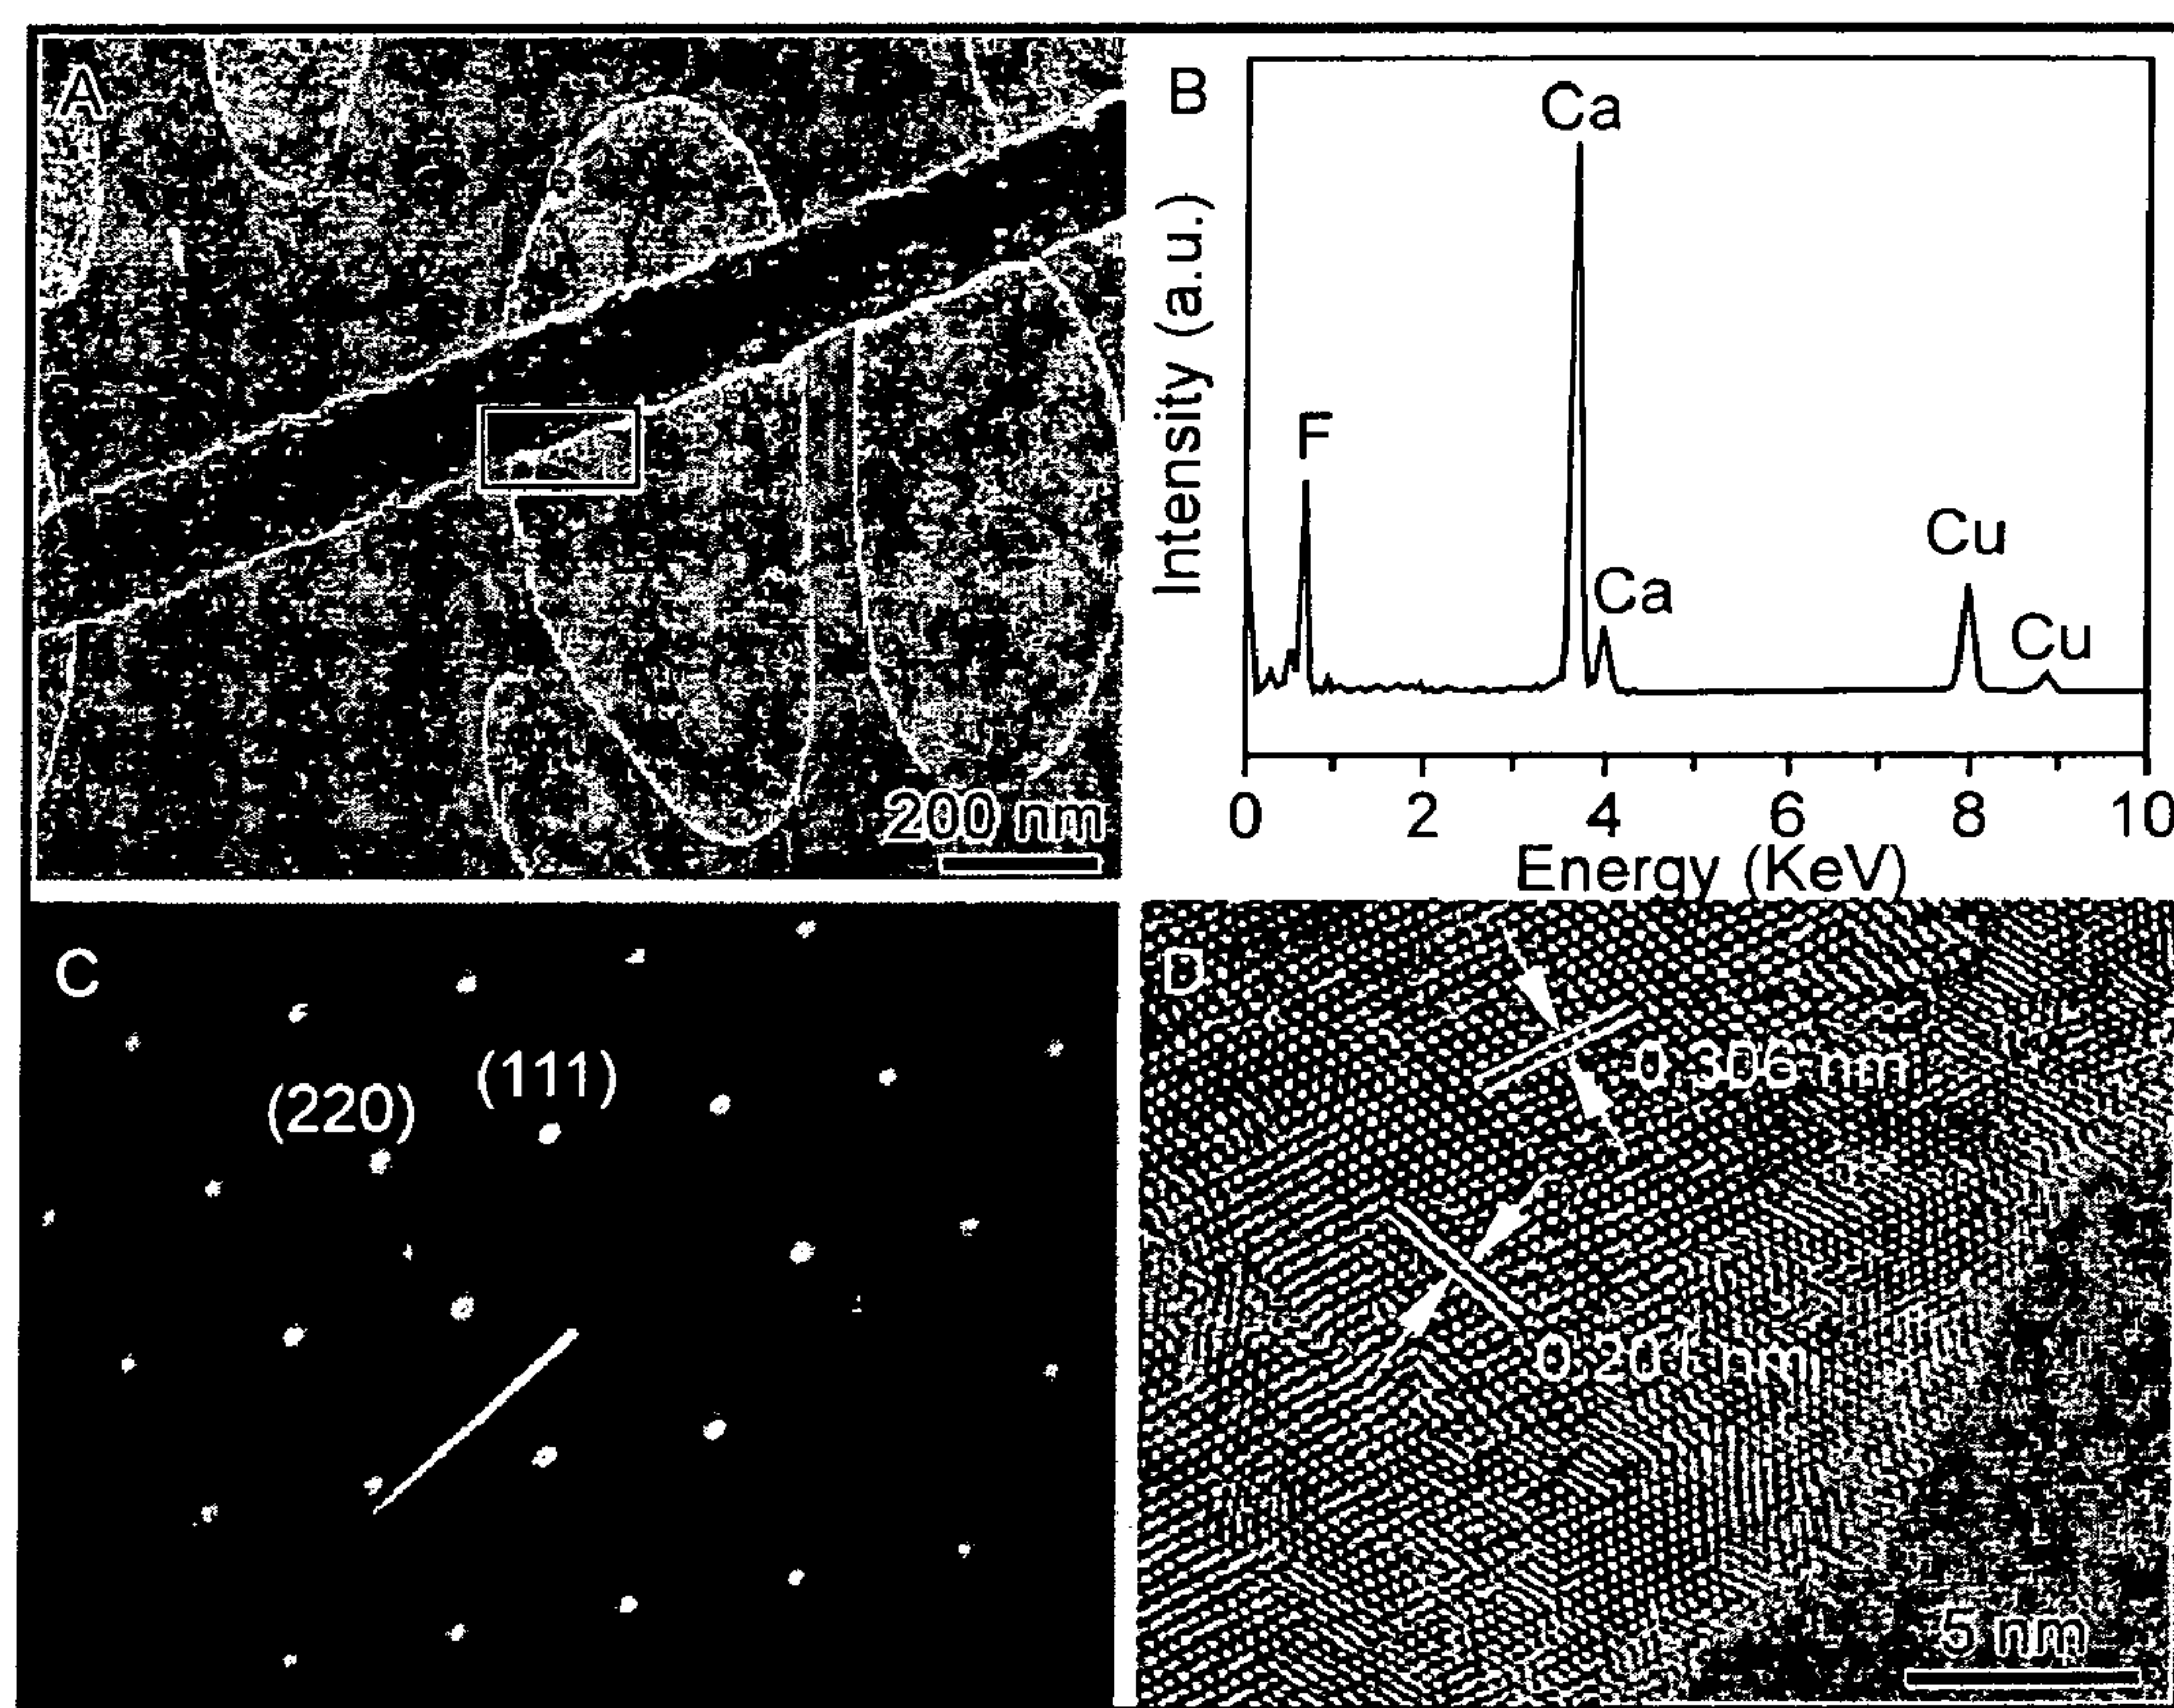 A
200 nm
B
Ca
F
Ca
Cu
Cu
Intensity (a.u.)
0 2 4 6 8 10
Energy (KeV)
C
(220)
(111)
D
0.306 nm
0.201 nm
5 nm